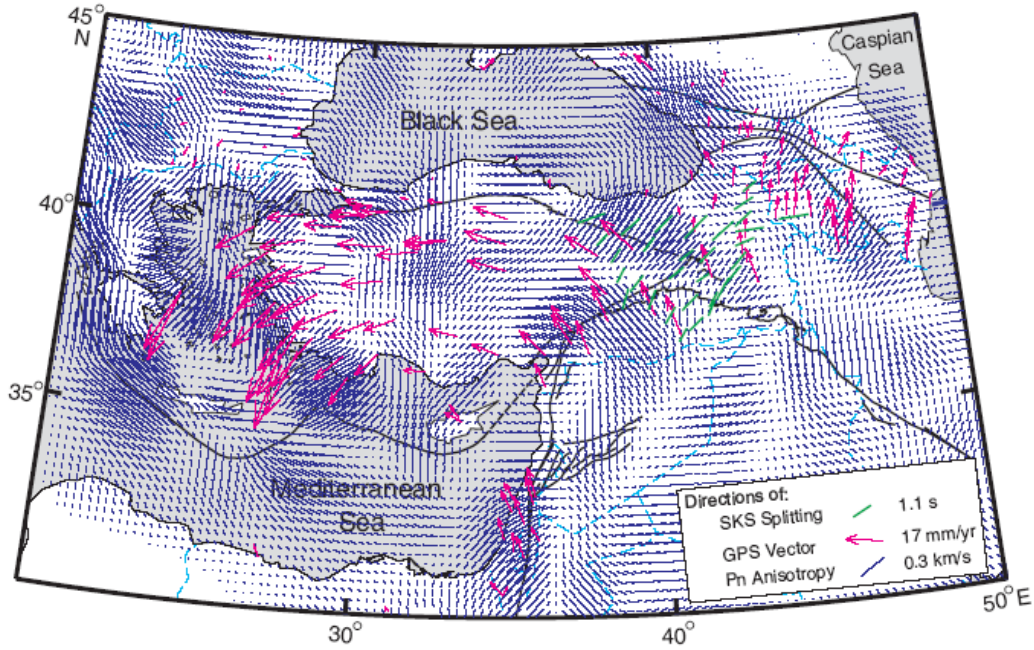 45°
N
Caspian
Sea
Black Sea
40°
35°
Mediterranean
Sea
Directions of:
SKS Splitting 1.1 s
GPS Vector 17 mm/yr
Pn Anisotropy 0.3 km/s
30°
40°
50°E